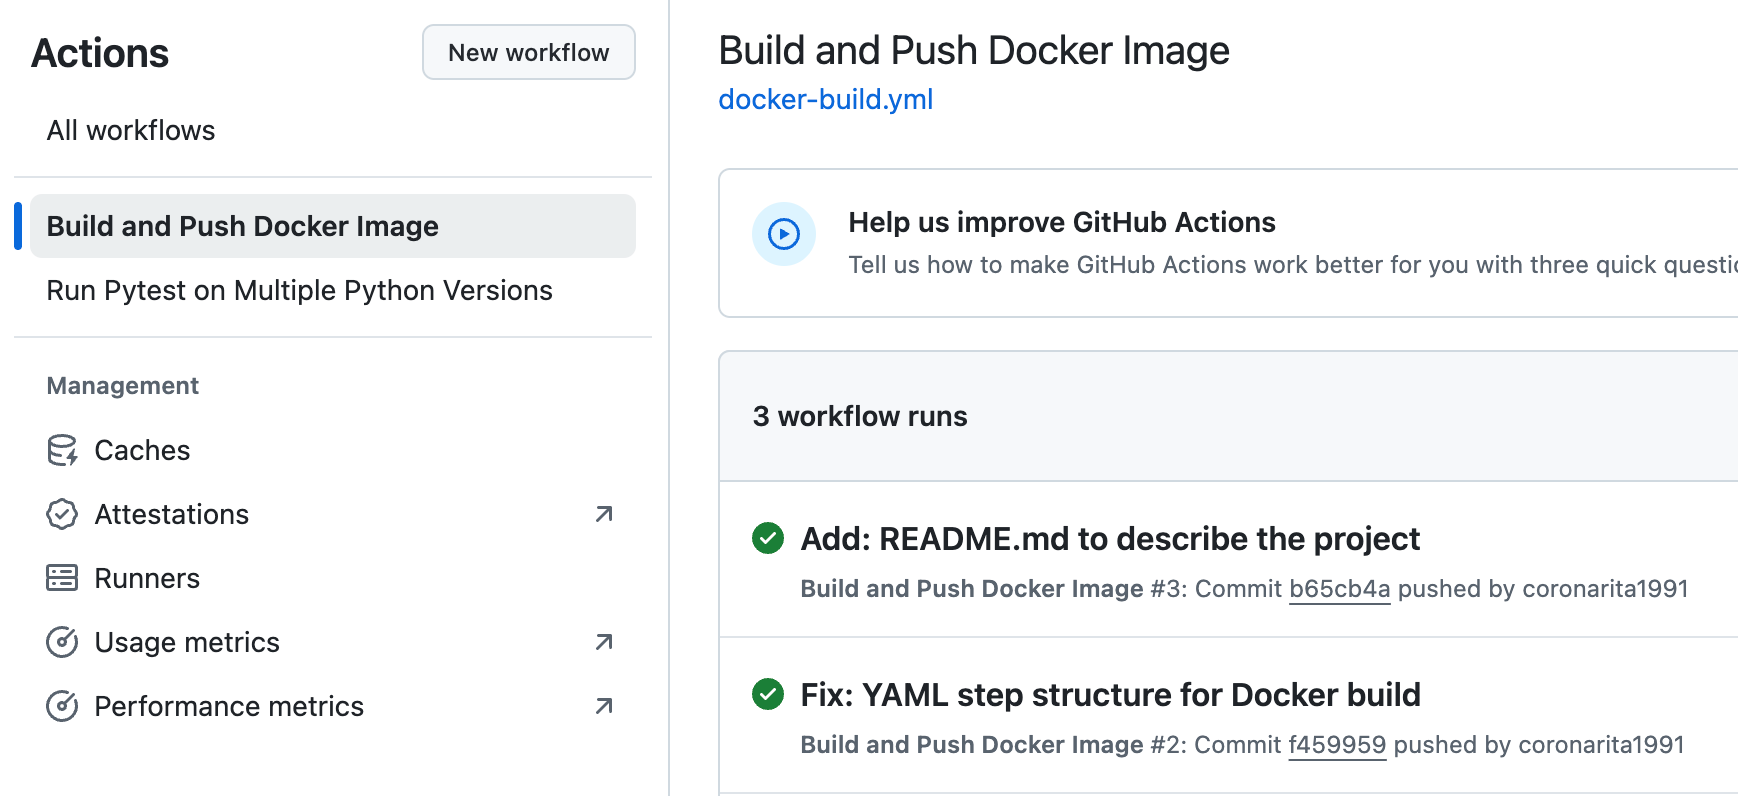 Actions
New workflow
All workflows
Build and Push Docker Image
Run Pytest on Multiple Python Versions
Management
Caches
Attestations
Runners
Usage metrics
Performance metrics
Build and Push Docker Image
docker-build.yml
Help us improve GitHub Actions
Tell us how to make GitHub Actions work better for you with three quick
3 workflow runs
Add: README.md to describe the project
Build and Push Docker Image #3: Commit b65cb4a pushed by coronarita1991
Fix: YAML step structure for Docker build
Build and Push Docker Image #2: Commit f459959 pushed by coronarita1991